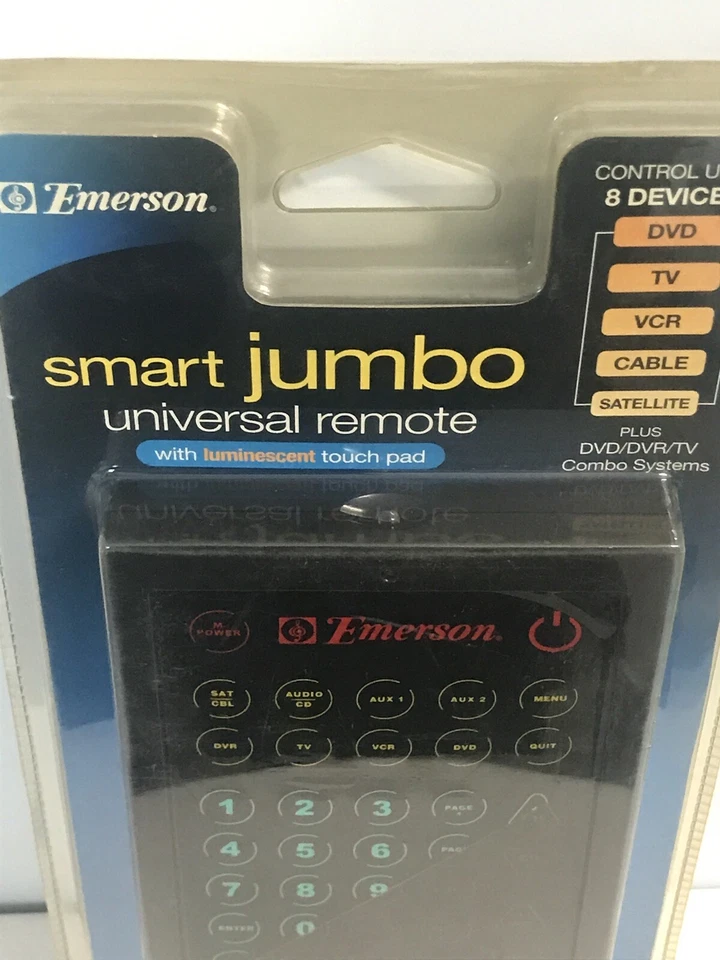 Emerson
CONTROL U
8 DEVICE
DVD
TV
VCR
CABLE
SATELLITE
PLUS
DVD/DVR/TV
Combo Systems
smart jumbo
universal remote
with luminescent touch pad
M
POWER
Emerson
SAT
CBL
AUDIO
CD
AUX 1
AUX 2
MENU
DVR
TV
VCR
DVD
QUIT
1
2
3
PAGE
4
5
6
PAG
7
8
9
ENTER
0